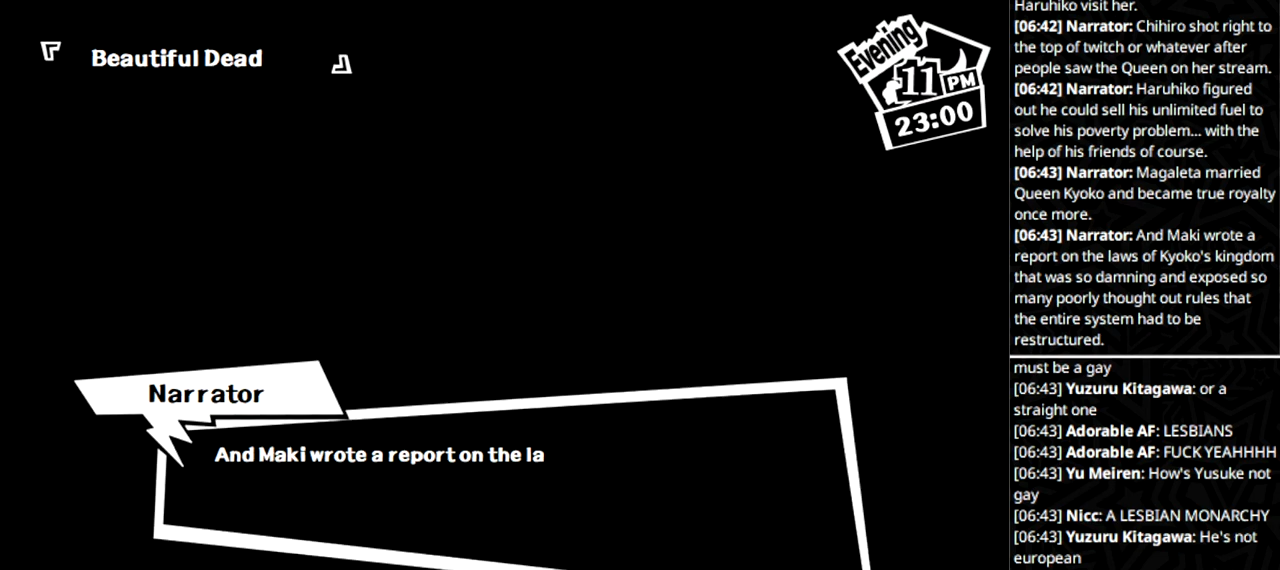 Beautiful Dead
Evening
11 PM
23:00
Narrator
And Maki wrote a report on the la
Haruhiko visit her.
[06:42] Narrator: Chihiro shot right to
the top of twitch or whatever after
people saw the Queen on her stream.
[06:42] Narrator: Haruhiko figured
out he could sell his unlimited fuel to
solve his poverty problem... with the
help of his friends of course.
[06:43] Narrator: Magaleta married
Queen Kyoko and became true royalty
once more.
[06:43] Narrator: And Maki wrote a
report on the laws of Kyoko's kingdom
that was so damning and exposed so
many poorly thought out rules that
the entire system had to be
restructured.
must be a gay
[06:43] Yuzuru Kitagawa: or a
straight one
[06:43] Adorable AF: LESBIANS
[06:43] Adorable AF: FUCK YEAHHHH
[06:43] Yu Meiren: How's Yusuke not
gay
[06:43] Nicc: A LESBIAN MONARCHY
[06:43] Yuzuru Kitagawa: He's not
european